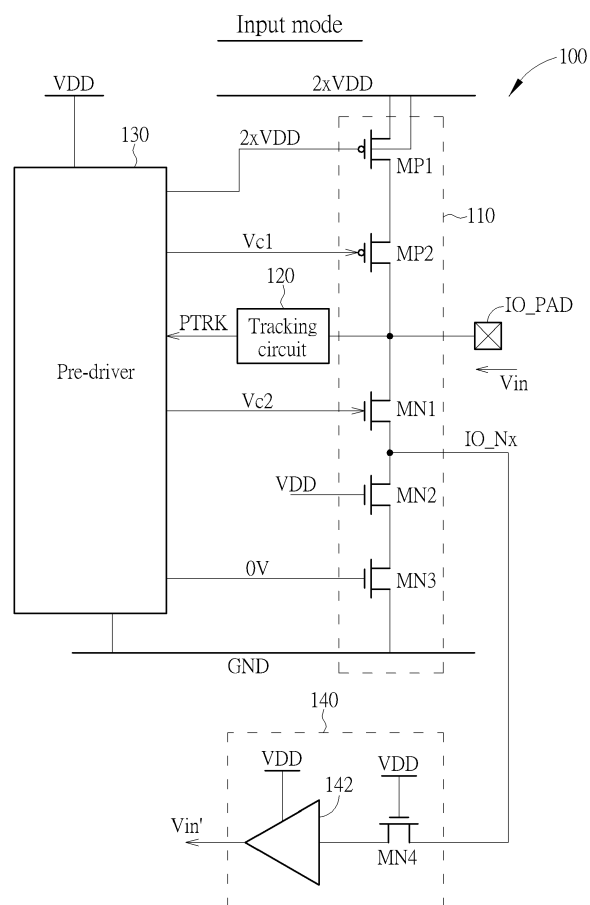 Input mode
100
VDD
2xVDD
130
2xVDD
MP1
110
Vc1
MP2
120
IO_PAD
PTRK
Tracking
circuit
Pre-driver
Vin
Vc2
MN1
IO_Nx
VDD
MN2
0V
MN3
GND
140
VDD
VDD
142
Vin'
MN4